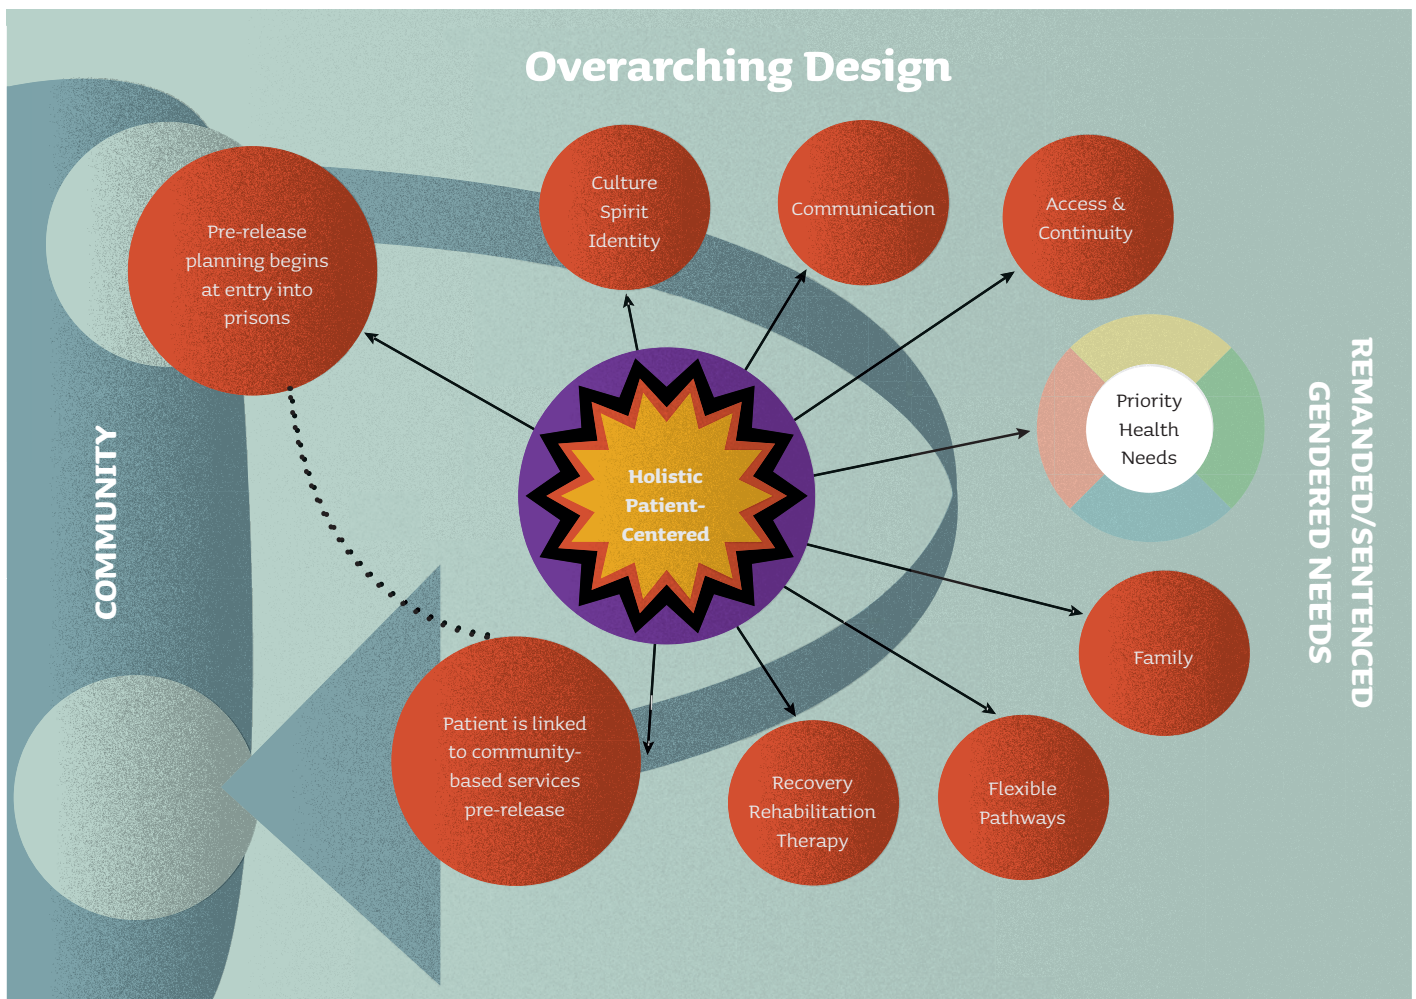 Overarching Design
Pre-release
planning begins
at entry into
prisons
Culture
Spirit
Identity
Communication
Access &
Continuity
Priority
Health
Needs
REMANDED/SENTENCED
GENDERED NEEDS
COMMUNITY
Holistic
Patient-
Centered
Family
Patient is linked
to community-
based services
pre-release
Recovery
Rehabilitation
Therapy
Flexible
Pathways